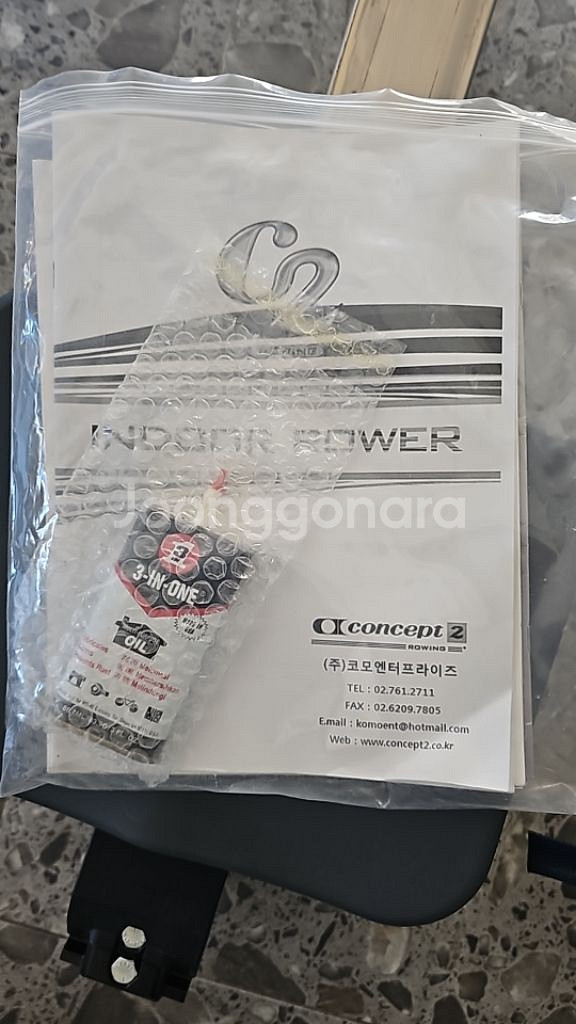 C2
INDOOR ROWER
Joonggonara
3
3-IN-ONE
OIL
concept 2
ROWING
(주)코모엔터프라이즈
TEL : 02.761.2711
FAX : 02.6209.7805
E.mail : komoent@hotmail.com
Web : www.concept2.co.kr